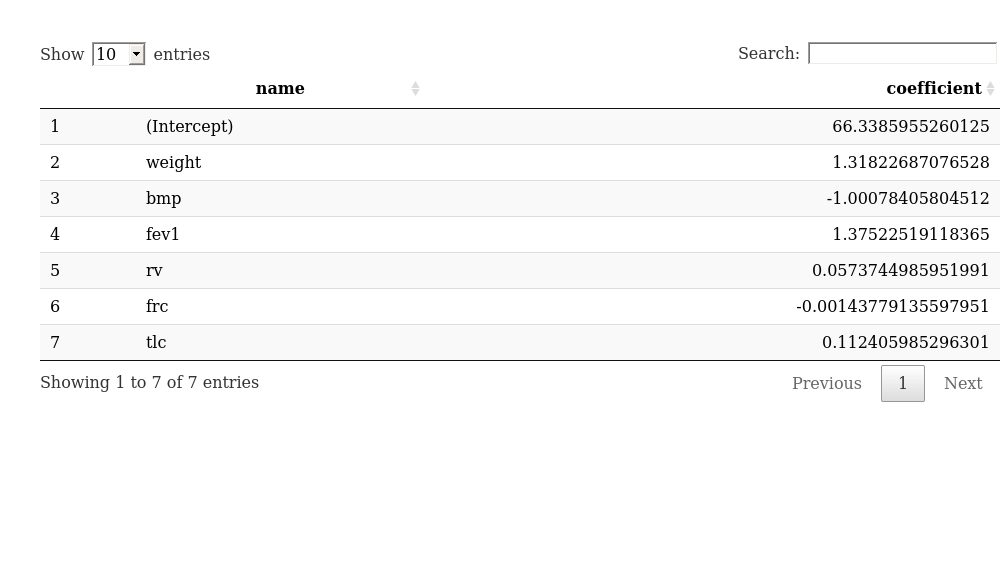 Show 10 entries Search:
name coefficient
1 (Intercept) 66.3385955260125
2 weight 1.31822687076528
3 bmp -1.00078405804512
4 fev1 1.37522519118365
5 rv 0.0573744985951991
6 frc -0.00143779135597951
7 tlc 0.112405985296301
Showing 1 to 7 of 7 entries Previous 1 Next